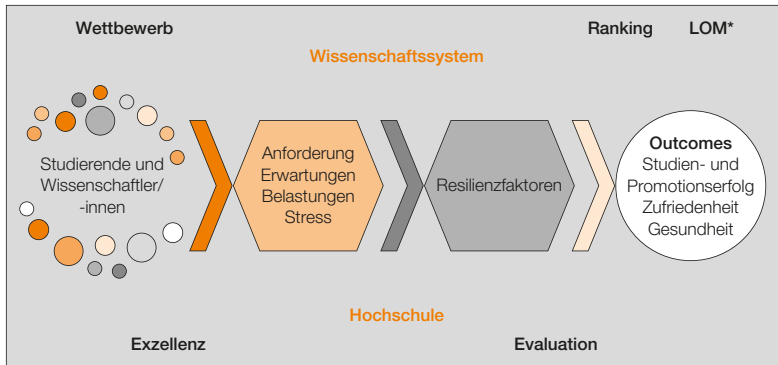 Wettbewerb
Ranking
LOM*
Wissenschaftssystem
Studierende und
Wissenschaftler/
-innen
Anforderung
Erwartungen
Belastungen
Stress
Resilienzfaktoren
Outcomes
Studien- und
Promotionserfolg
Zufriedenheit
Gesundheit
Hochschule
Exzellenz
Evaluation